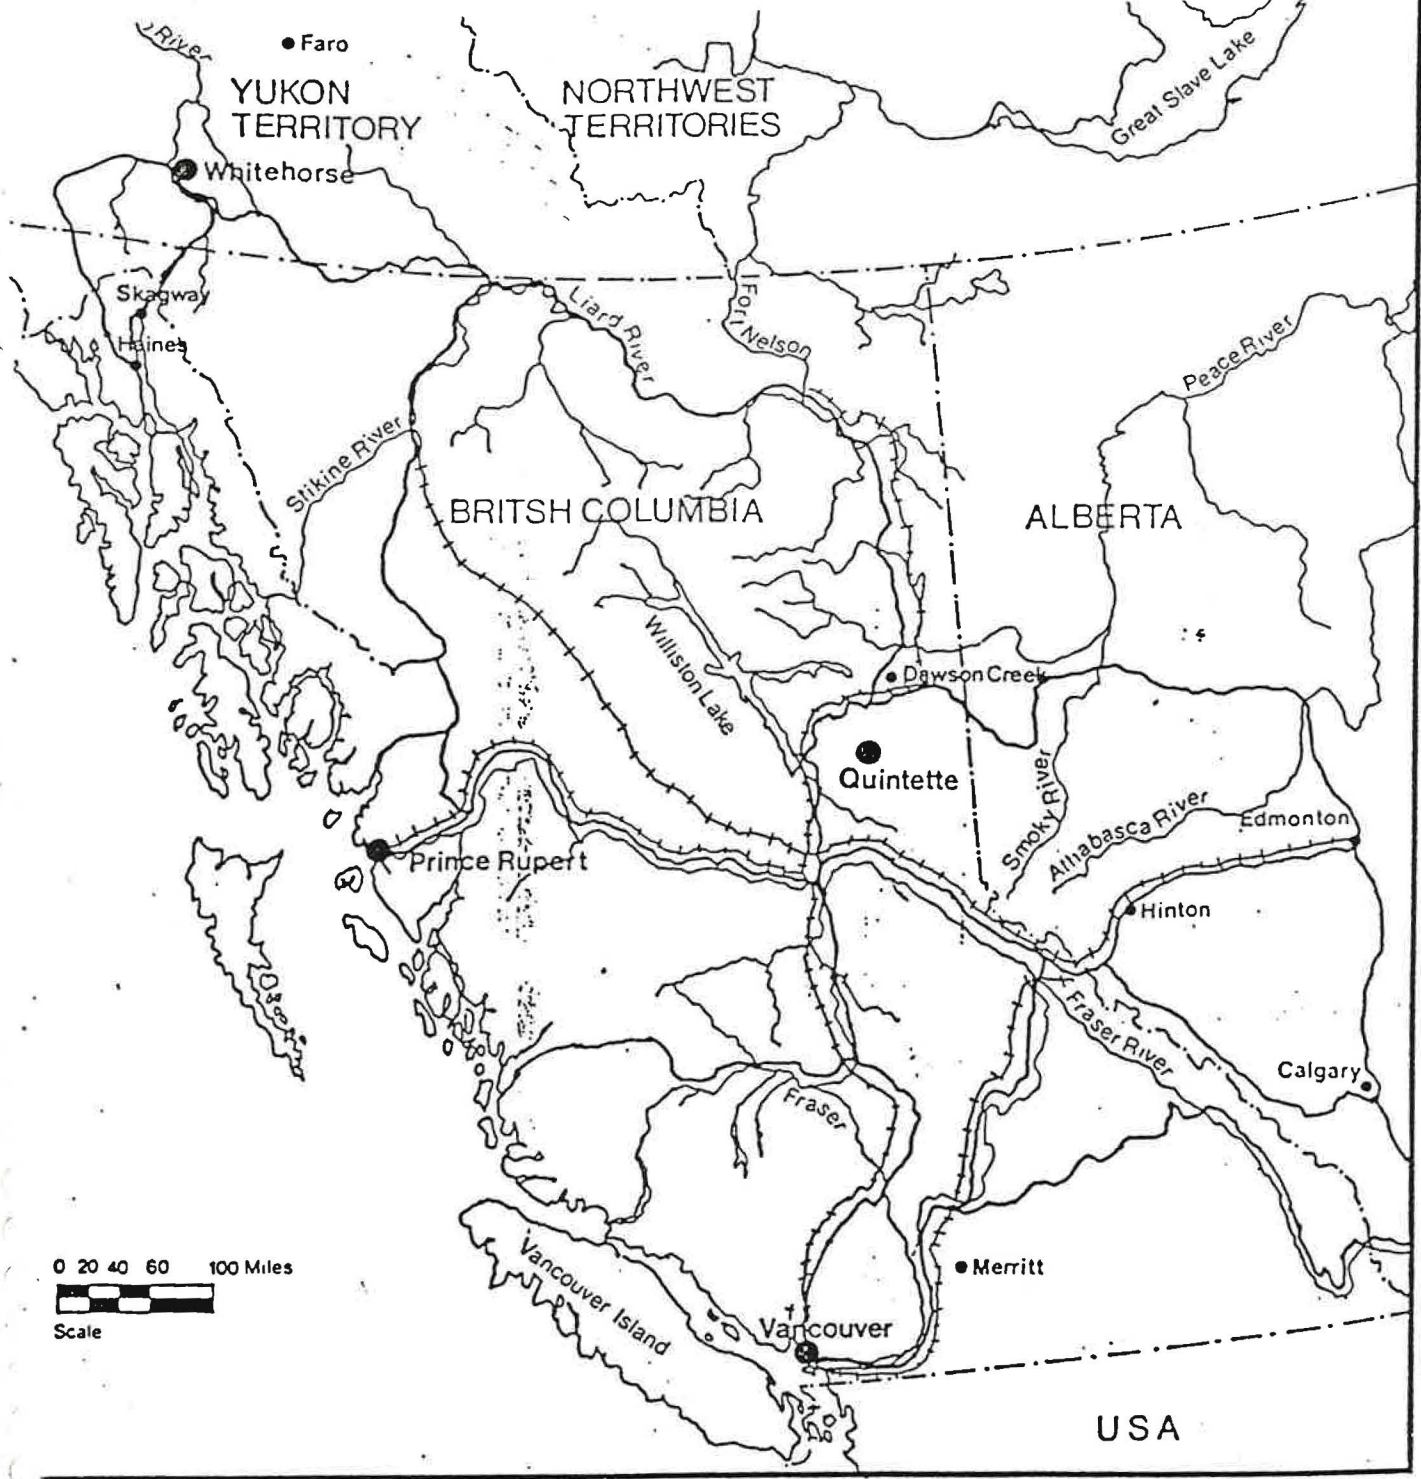 River
Faro
YUKON
TERRITORY
NORTHWEST
TERRITORIES
Great Slave Lake
Whitehorse
Skagway
Haines
Liard River
Fort Nelson
Peace River
Stikine River
BRITSH COLUMBIA
ALBERTA
Williston Lake
Dawson Creek
Quintette
Smoky River
Athabasca River
Edmonton
Prince Rupert
Hinton
Fraser River
Calgary
Fraser
0 20 40 60 100 Miles
Scale
Vancouver Island
Merritt
Vancouver
USA